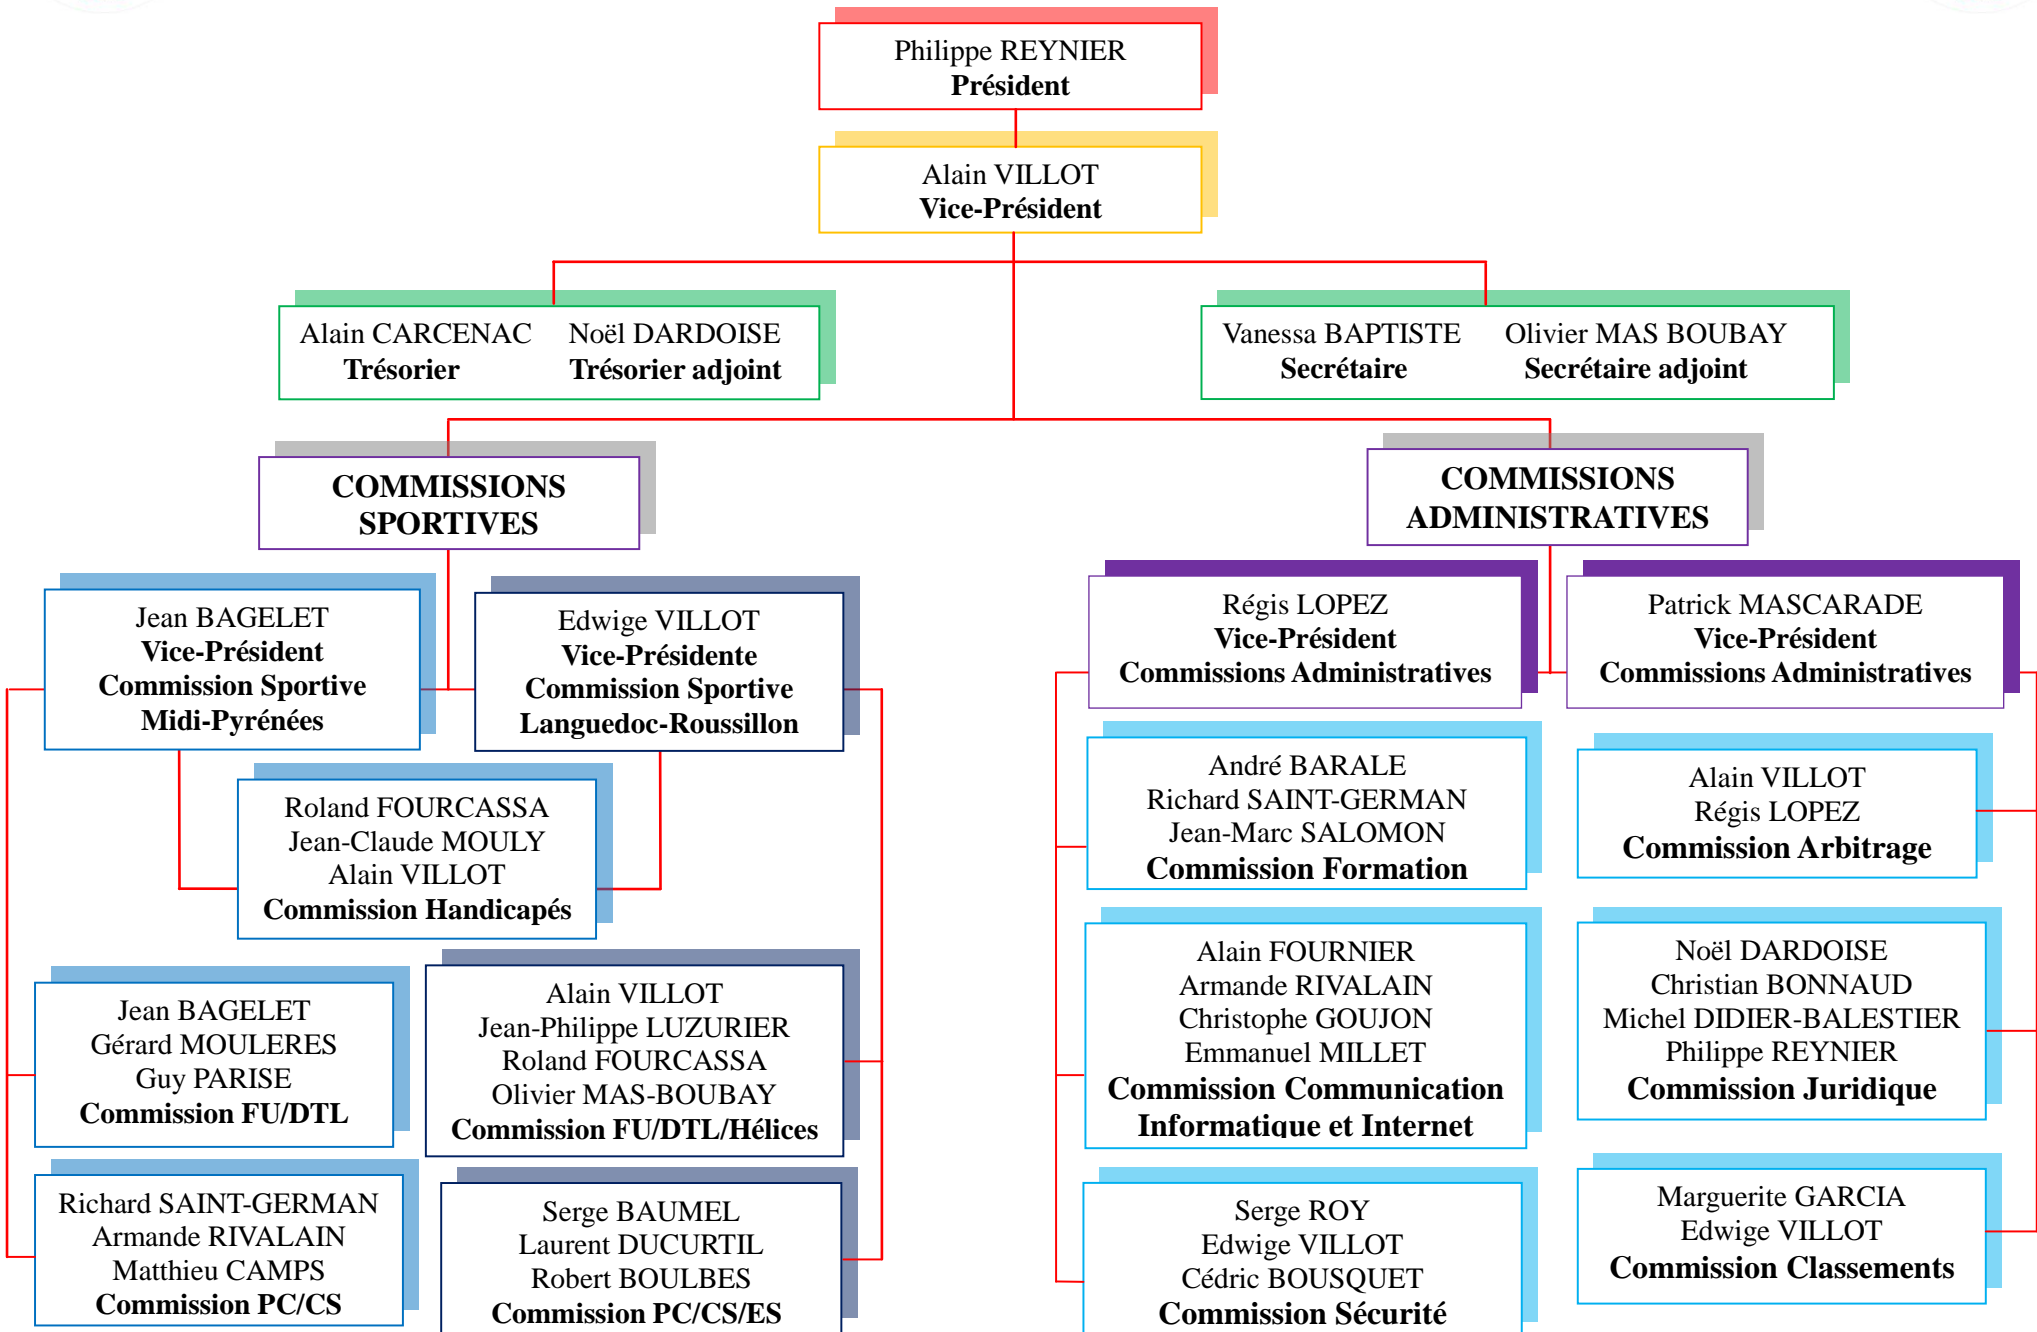 Philippe REYNIER
Président
Alain VILLOT
Vice-Président
Alain CARCENAC
Trésorier
Noël DARDOISE
Trésorier adjoint
Vanessa BAPTISTE
Secrétaire
Olivier MAS BOUBAY
Secrétaire adjoint
COMMISSIONS
SPORTIVES
COMMISSIONS
ADMINISTRATIVES
Jean BAGELET
Vice-Président
Commission Sportive
Midi-Pyrénées
Edwige VILLOT
Vice-Présidente
Commission Sportive
Languedoc-Roussillon
Régis LOPEZ
Vice-Président
Commissions Administratives
Patrick MASCARADE
Vice-Président
Commissions Administratives
Roland FOURCASSA
Jean-Claude MOULY
Alain VILLOT
Commission Handicapés
André BARALE
Richard SAINT-GERMAN
Jean-Marc SALOMON
Commission Formation
Alain VILLOT
Régis LOPEZ
Commission Arbitrage
Jean BAGELET
Gérard MOULERES
Guy PARISE
Commission FU/DTL
Alain VILLOT
Jean-Philippe LUZURIER
Roland FOURCASSA
Olivier MAS-BOUBAY
Commission FU/DTL/Hélices
Alain FOURNIER
Armande RIVALAIN
Christophe GOUJON
Emmanuel MILLET
Commission Communication
Informatique et Internet
Noël DARDOISE
Christian BONNAUD
Michel DIDIER-BALESTIER
Philippe REYNIER
Commission Juridique
Richard SAINT-GERMAN
Armande RIVALAIN
Matthieu CAMPS
Commission PC/CS
Serge BAUMEL
Laurent DUCURTIL
Robert BOULBES
Commission PC/CS/ES
Serge ROY
Edwige VILLOT
Cédric BOUSQUET
Commission Sécurité
Marguerite GARCIA
Edwige VILLOT
Commission Classements